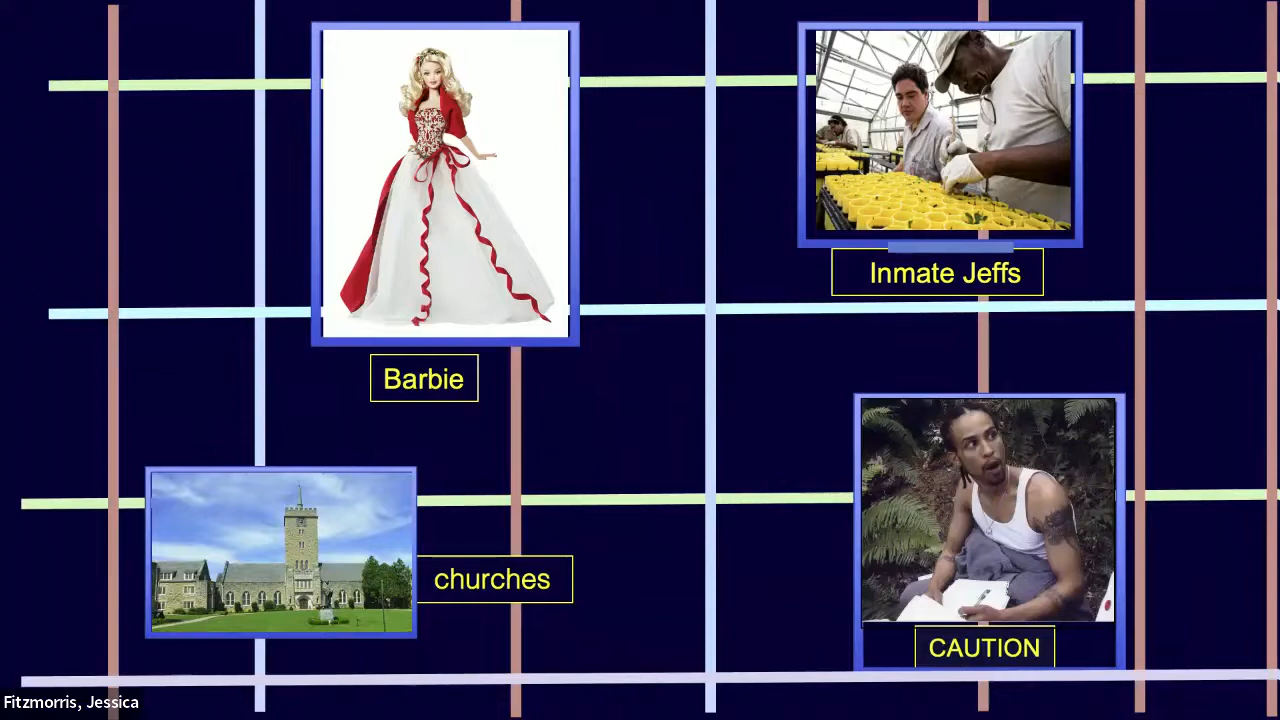 Inmate Jeffs
Barbie
churches
CAUTION
Fitzmorris, Jessica